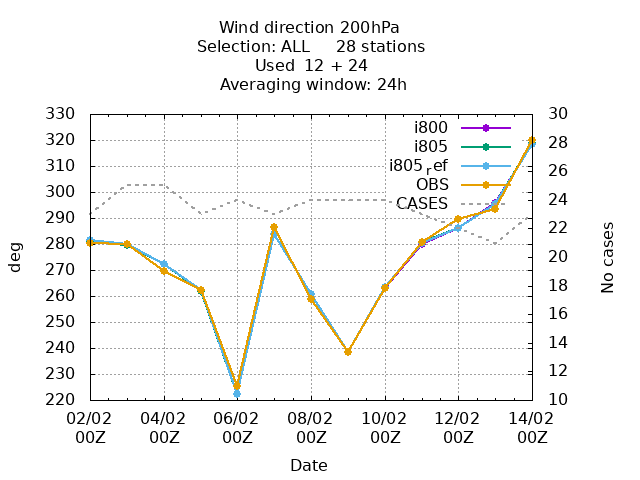 Wind direction 200hPa
Selection: ALL 28 stations
Used 12 + 24
Averaging window: 24h
330
320
310
300
290
280
270
260
250
240
230
220
deg
30
28
26
24
22
20
18
16
14
12
10
No cases
i800
i805
i805ref
OBS
CASES
02/02 04/02 06/02 08/02 10/02 12/02 14/02
00Z 00Z 00Z 00Z 00Z 00Z 00Z
Date